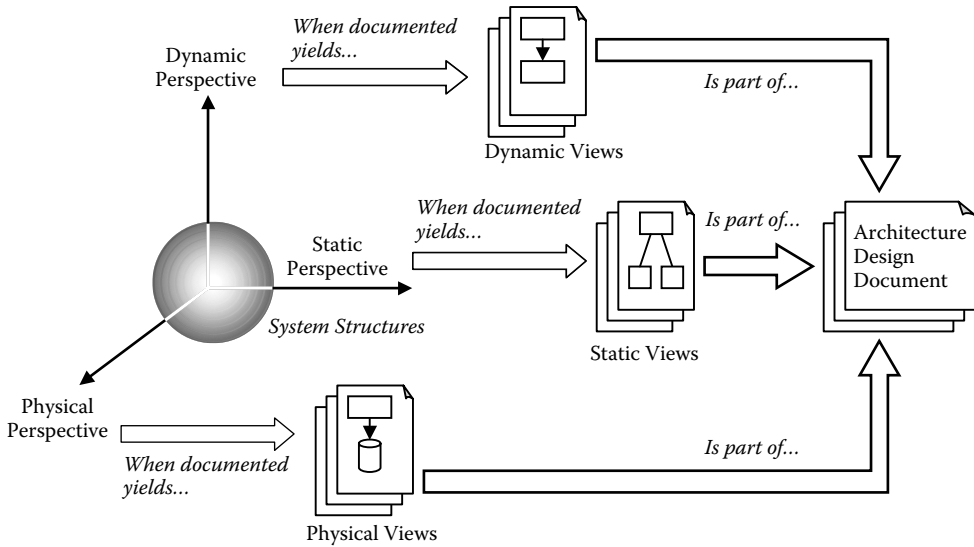 When documented
yields...
Dynamic
Perspective
Is part of...
Dynamic Views
When documented
yields...
Is part of...
Static
Perspective
Architecture
Design
Document
System Structures
Static Views
Physical
Perspective
When documented
yields...
Is part of...
Physical Views